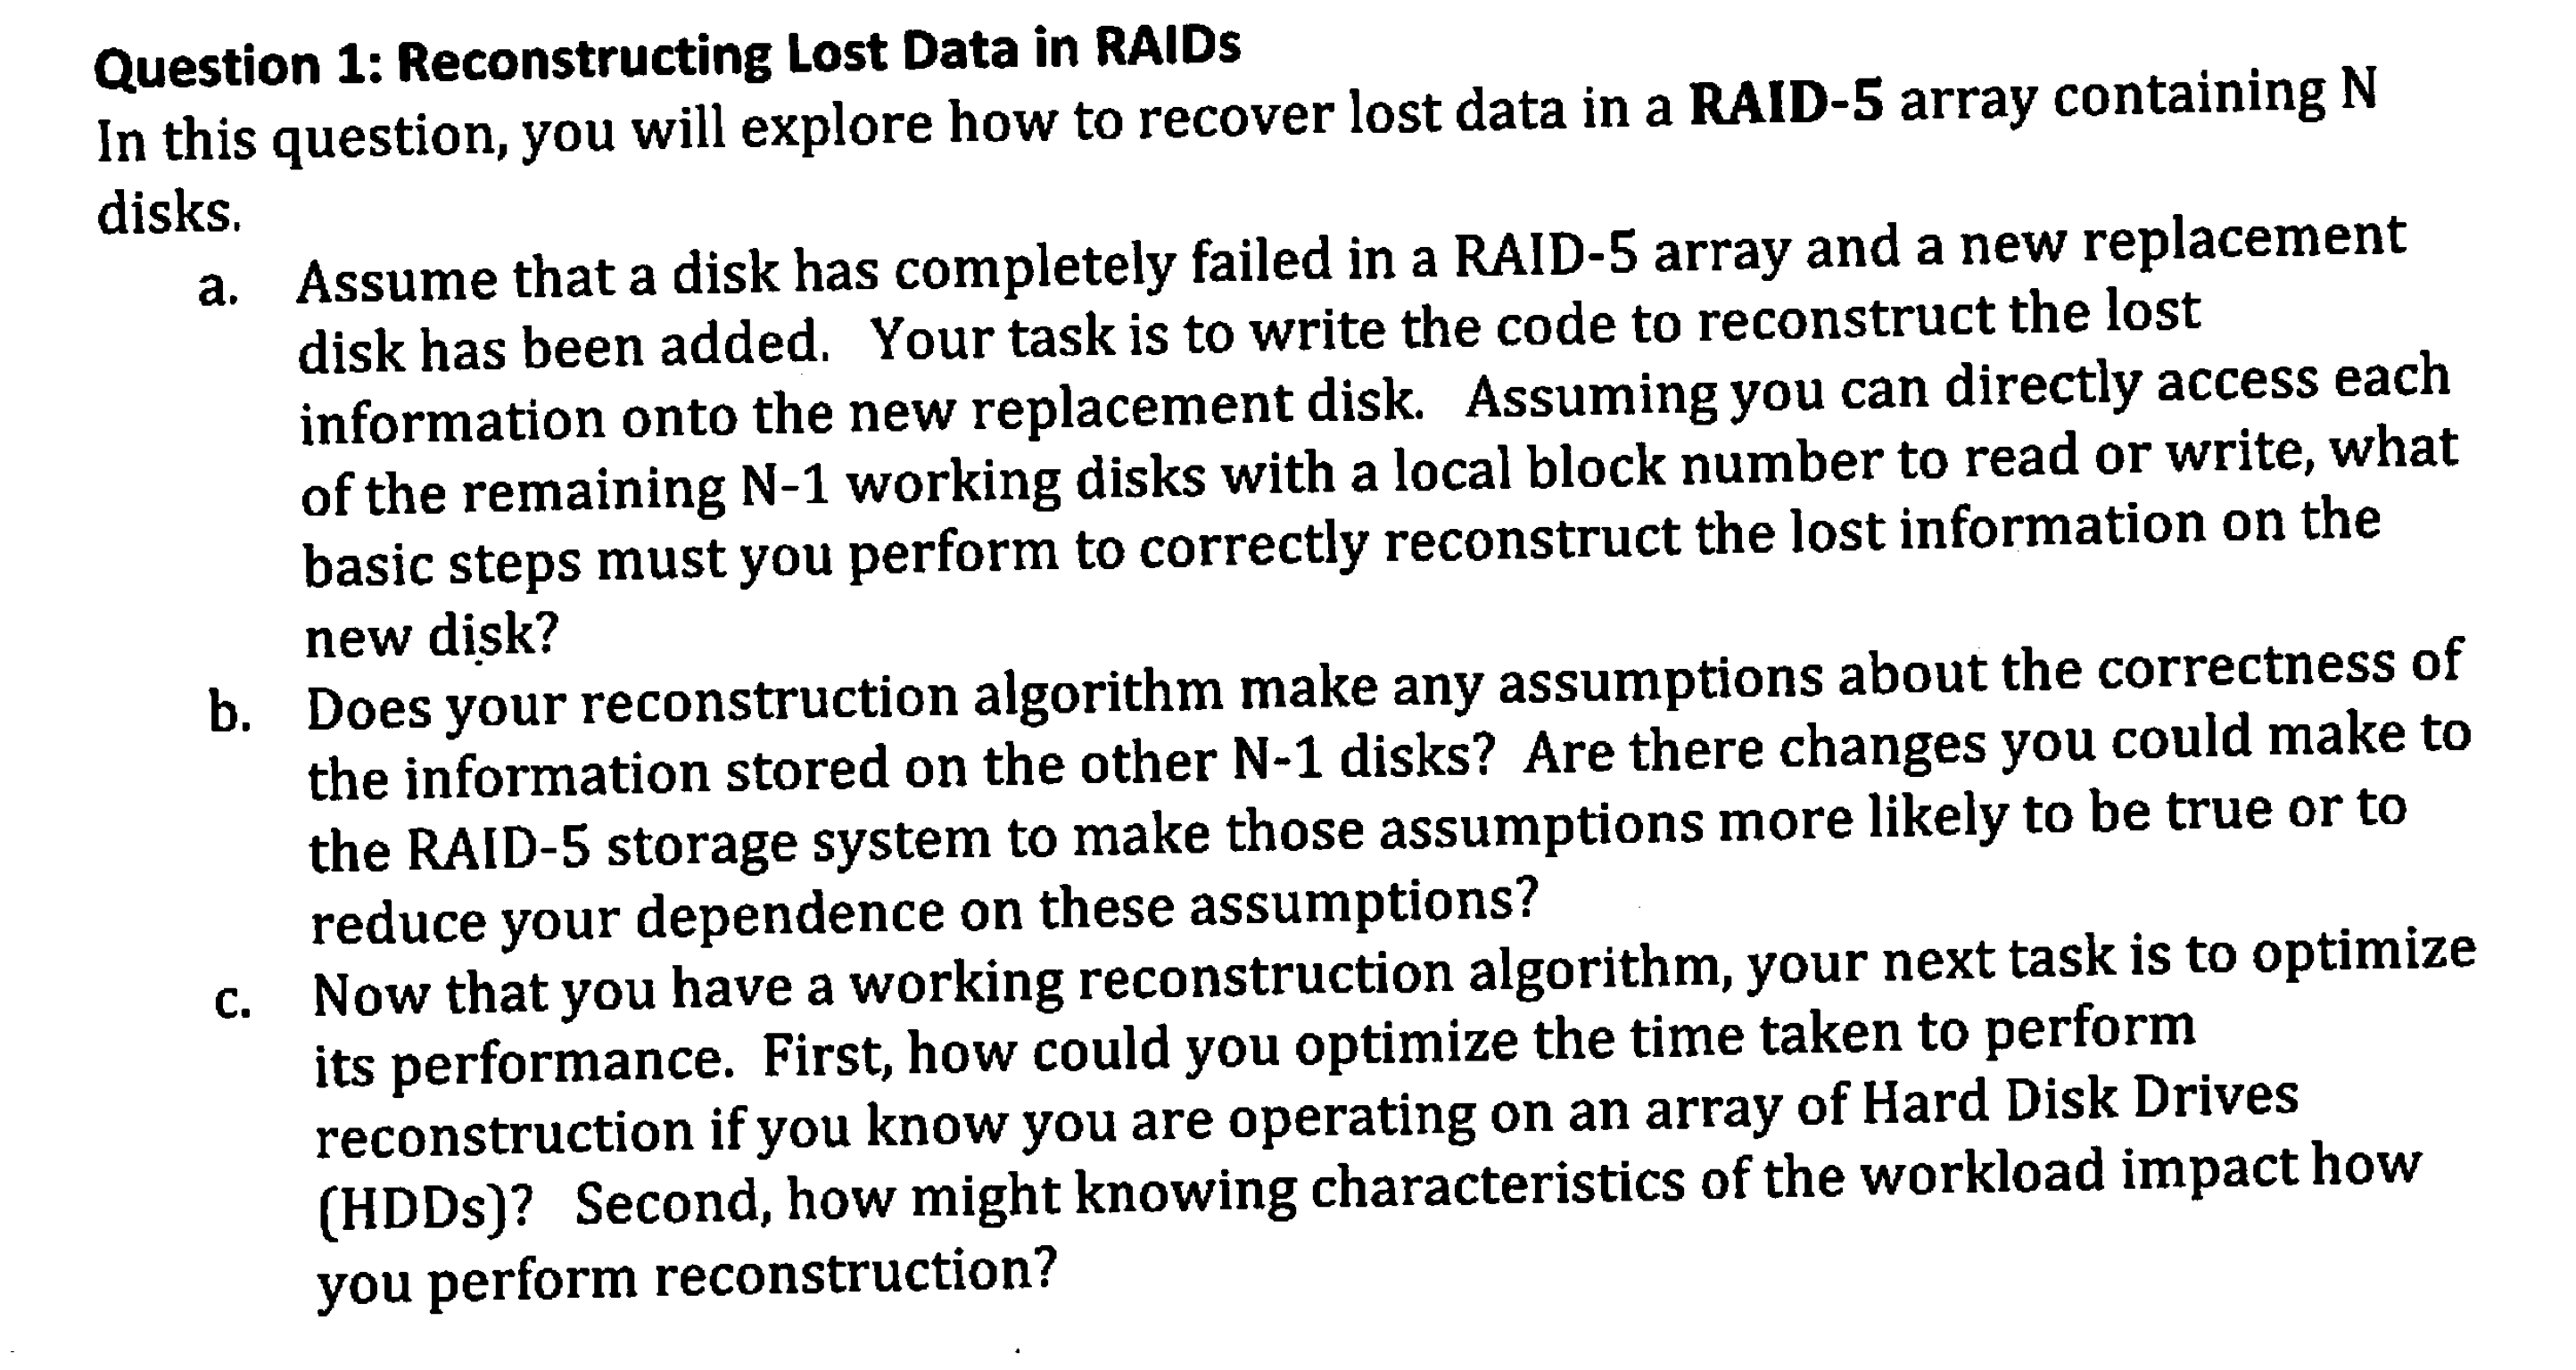 Question 1: Reconstructing Lost Data in RAIDs
In this question, you will explore how to recover lost data in a RAID-5 array containing N
disks.
a. Assume that a disk has completely failed in a RAID-5 array and a new replacement
disk has been added. Your task is to write the code to reconstruct the lost
information onto the new replacement disk. Assuming you can directly access each
of the remaining N-1 working disks with a local block number to read or write, what
basic steps must you perform to correctly reconstruct the lost information on the
new disk?
b. Does your reconstruction algorithm make any assumptions about the correctness of
the information stored on the other N-1 disks? Are there changes you could make to
the RAID-5 storage system to make those assumptions more likely to be true or to
reduce your dependence on these assumptions?
c. Now that you have a working reconstruction algorithm, your next task is to optimize
its performance. First, how could you optimize the time taken to perform
reconstruction if you know you are operating on an array of Hard Disk Drives
(HDDs)? Second, how might knowing characteristics of the workload impact how
you perform reconstruction?